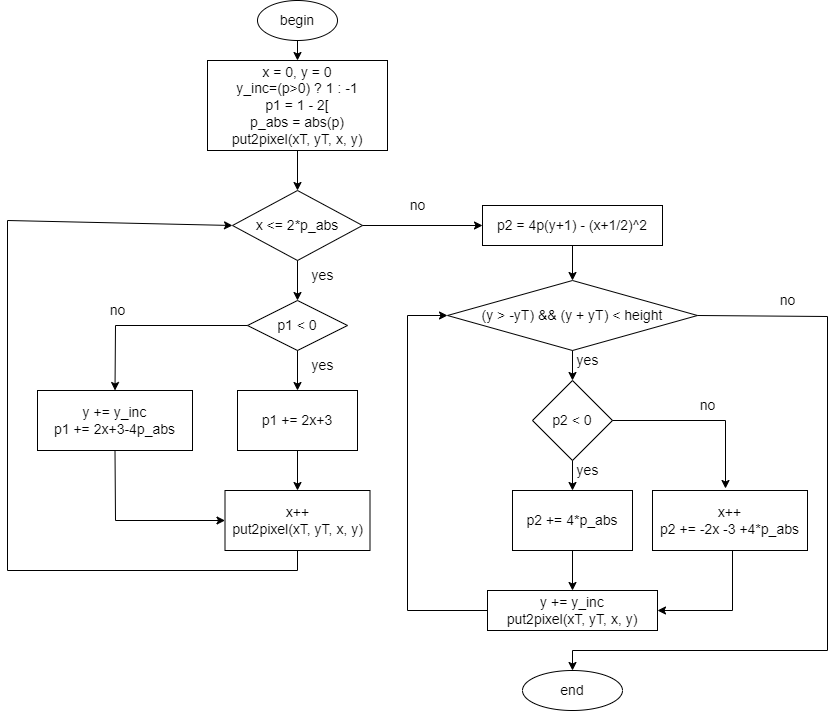 begin
x = 0, y = 0
y_inc=(p>0) ? 1 : -1
p1 = 1 - 2[
p_abs = abs(p)
put2pixel(xT, yT, x, y)
x <= 2*p_abs
no
p2 = 4p(y+1) - (x+1/2)^2
yes
no
p1 < 0
(y > -yT) && (y + yT) < height
no
yes
yes
y += y_inc
p1 += 2x+3-4p_abs
p1 += 2x+3
p2 < 0
no
yes
x++
put2pixel(xT, yT, x, y)
p2 += 4*p_abs
x++
p2 += -2x -3 +4*p_abs
y += y_inc
put2pixel(xT, yT, x, y)
end